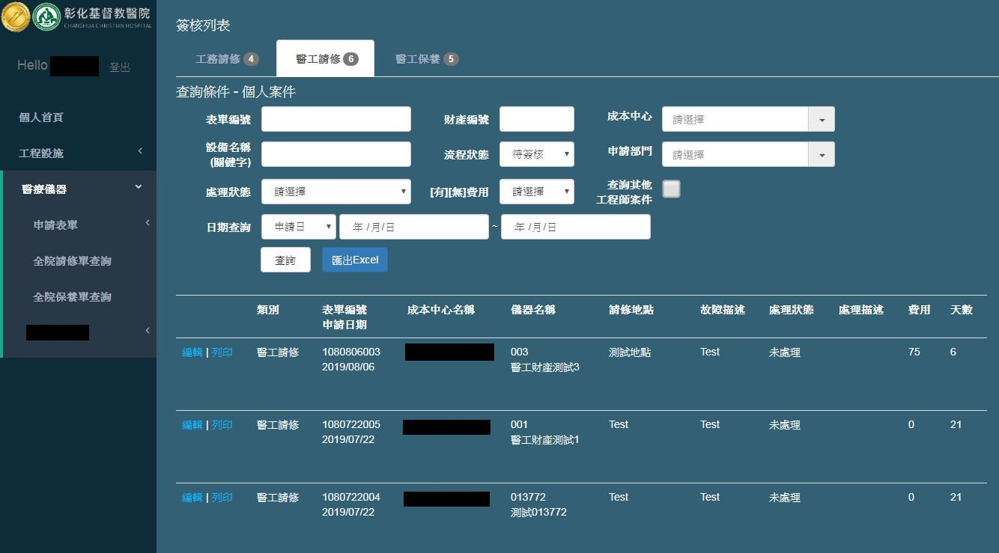 彰化基督教醫院
CHANGHUA CHRISTIAN HOSPITAL
Hello 登出
個人首頁
工程設施
醫療儀器
申請表單
全院請修單查詢
全院保養單查詢
簽核列表
工務請修 4 醫工請修 6 醫工保養 5
查詢條件 - 個人案件
表單編號 財產編號 成本中心 請選擇
設備名稱
(關鍵字) 流程狀態 待簽核 申請部門 請選擇
處理狀態 請選擇 [有][無]費用 請選擇 查詢其他
工程師案件
日期查詢 申請日 年 /月/日 ~ 年 /月/日
查詢 匯出Excel
類別 表單編號 成本中心名稱 儀器名稱 請修地點 故障描述 處理狀態 處理描述 費用 天數
申請日期
編輯 | 列印 醫工請修 1080806003 003 測試地點 Test 未處理 75 6
2019/08/06 醫工財產測試3
編輯 | 列印 醫工請修 1080722005 001 Test Test 未處理 0 21
2019/07/22 醫工財產測試1
編輯 | 列印 醫工請修 1080722004 013772 Test Test 未處理 0 21
2019/07/22 測試013772